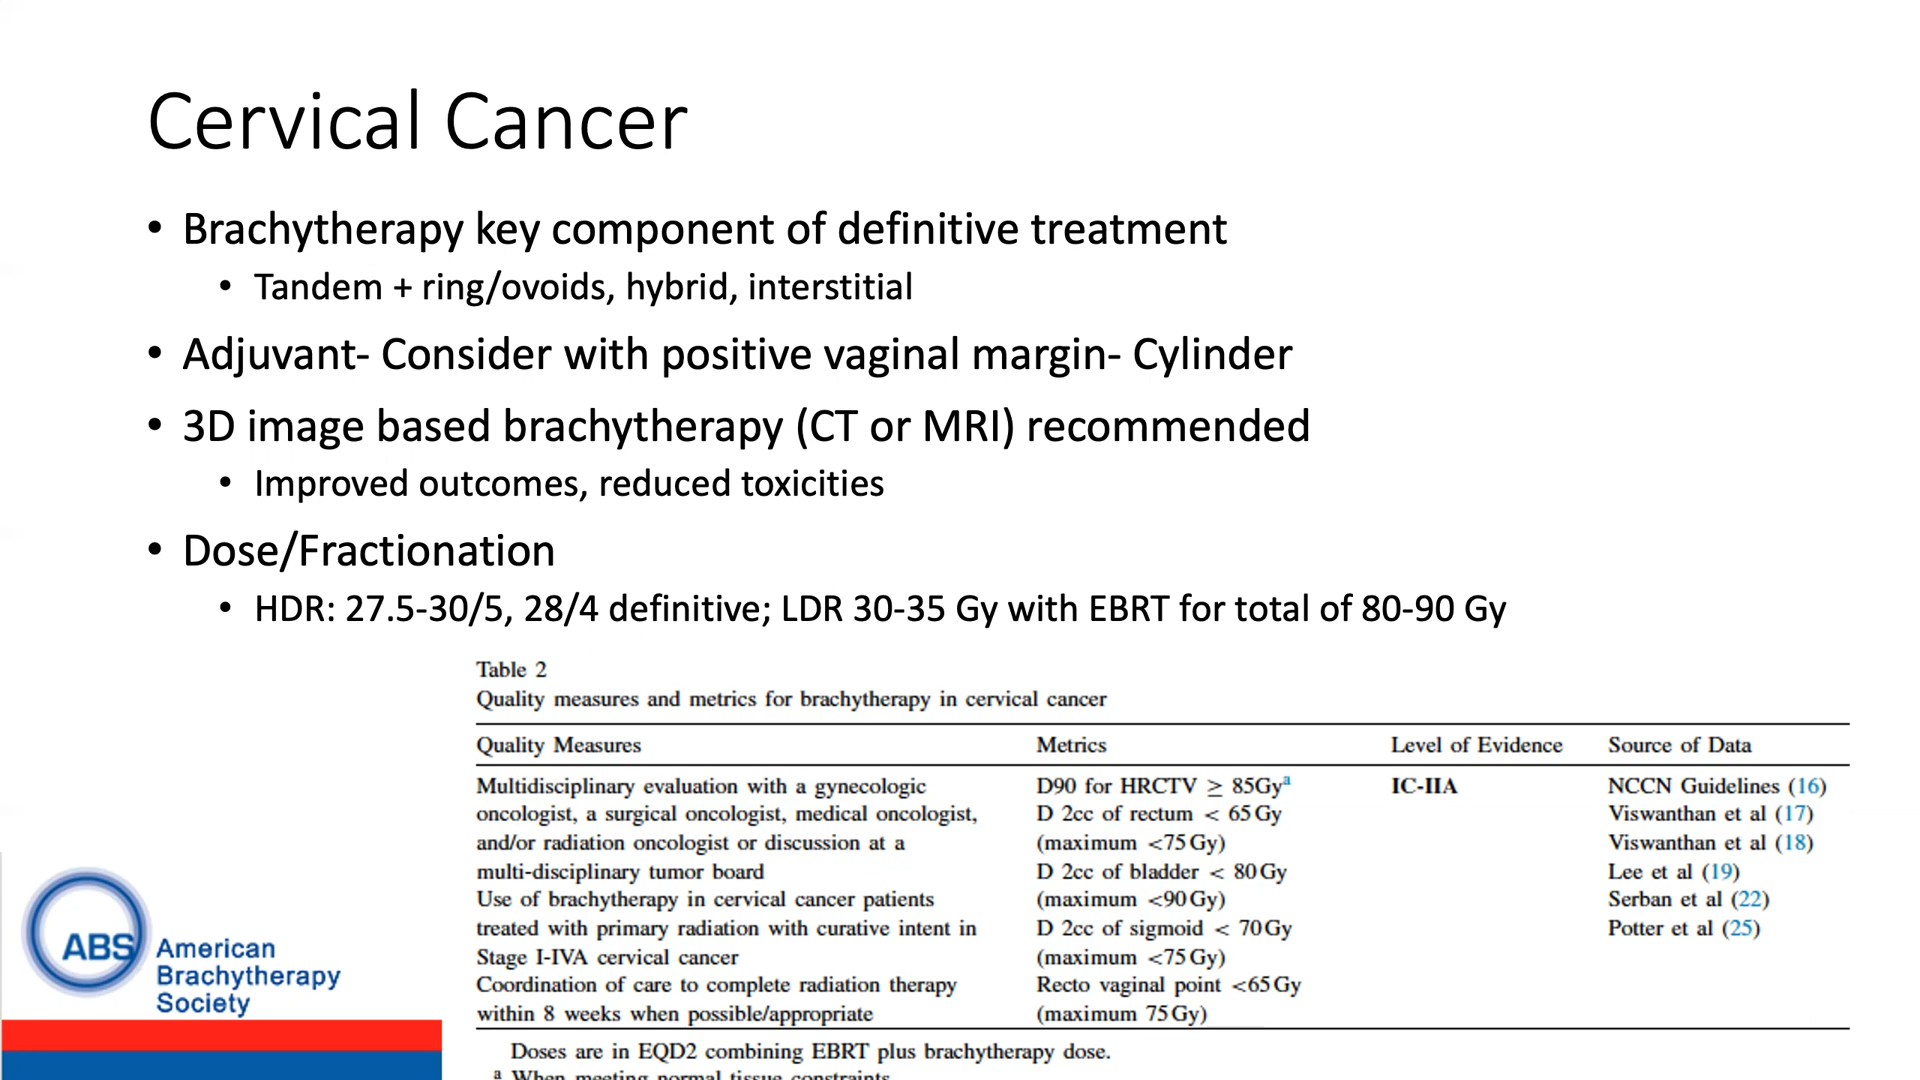 Cervical Cancer
• Brachytherapy key component of definitive treatment
• Tandem + ring/ovoids, hybrid, interstitial
• Adjuvant- Consider with positive vaginal margin- Cylinder
• 3D image based brachytherapy (CT or MRI) recommended
• Improved outcomes, reduced toxicities
• Dose/Fractionation
• HDR: 27.5-30/5, 28/4 definitive; LDR 30-35 Gy with EBRT for total of 80-90 Gy
Table 2
Quality measures and metrics for brachytherapy in cervical cancer
Quality Measures Metrics Level of Evidence Source of Data
Multidisciplinary evaluation with a gynecologic D90 for HRCTV ≥ 85Gyª IC-IIA NCCN Guidelines (16)
oncologist, a surgical oncologist, medical oncologist, D 2cc of rectum < 65 Gy Viswanthan et al (17)
and/or radiation oncologist or discussion at a (maximum <75 Gy) Viswanthan et al (18)
multi-disciplinary tumor board D 2cc of bladder < 80 Gy Lee et al (19)
Use of brachytherapy in cervical cancer patients (maximum <90 Gy) Serban et al (22)
treated with primary radiation with curative intent in D 2cc of sigmoid < 70 Gy Potter et al (25)
Stage I-IVA cervical cancer (maximum <75 Gy)
Coordination of care to complete radiation therapy Recto vaginal point <65 Gy
within 8 weeks when possible/appropriate (maximum 75 Gy)
Doses are in EQD2 combining EBRT plus brachytherapy dose.
ª When meeting normal tissue constraints
ABS American
Brachytherapy
Society